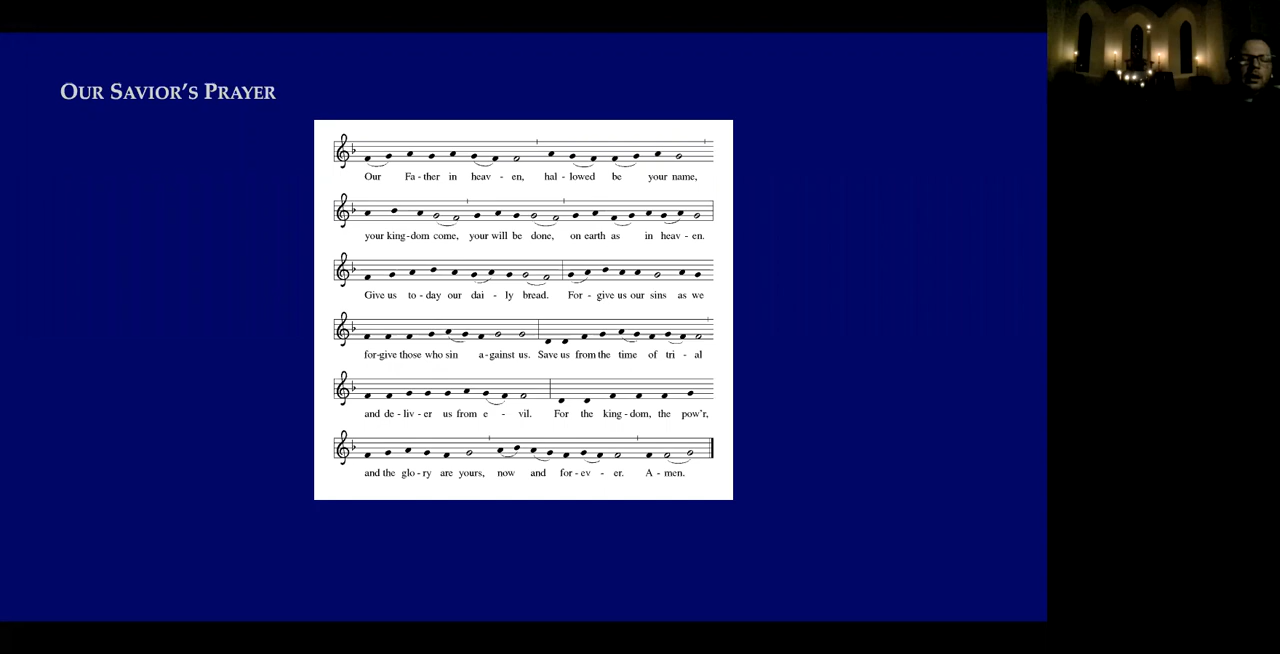 OUR SAVIOR'S PRAYER
Our Fa - ther in heav - en, hal - lowed be your name,
your king - dom come, your will be done, on earth as in heav - en.
Give us to - day our dai - ly bread. For - give us our sins as we
for - give those who sin a - gainst us. Save us from the time of tri - al
and de - liv - er us from e - vil. For the king - dom, the pow'r,
and the glo - ry are yours, now and for - ev - er. A - men.